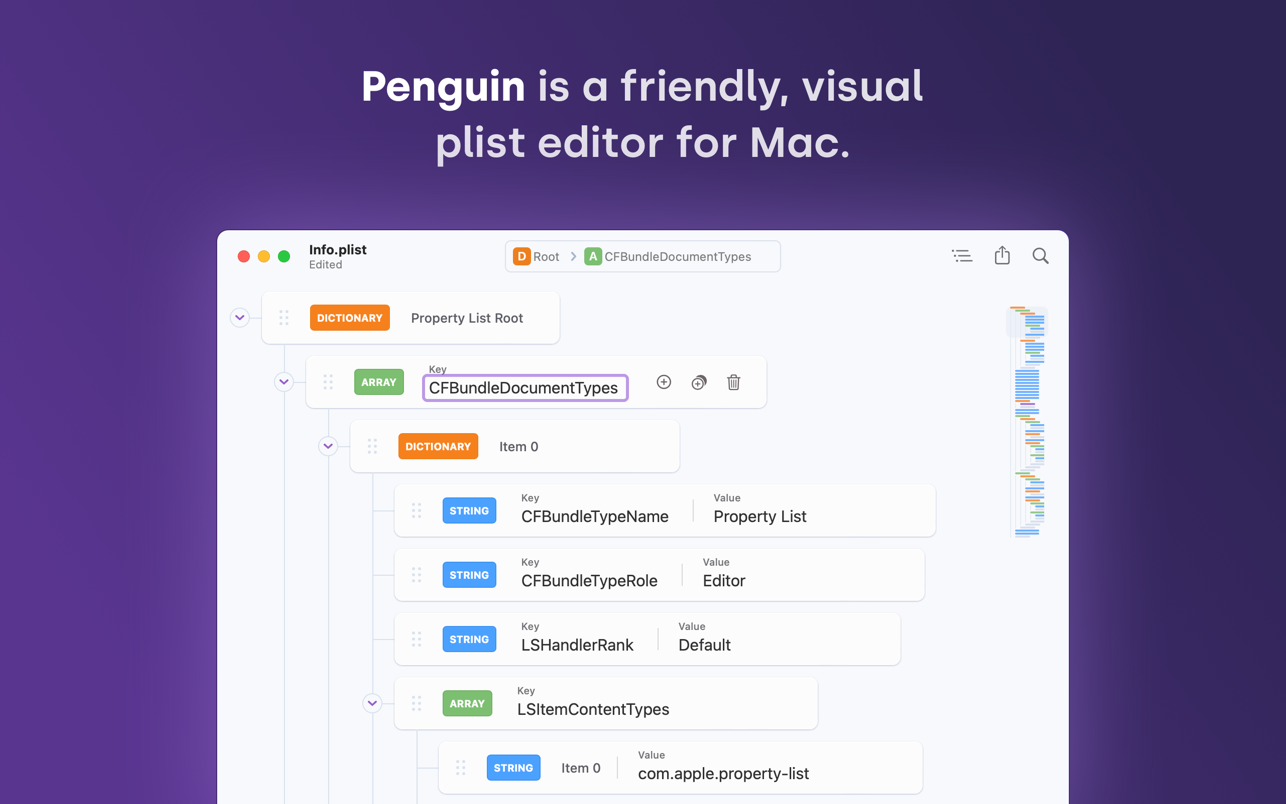 Penguin is a friendly, visual
plist editor for Mac.
Info.plist
Edited
D Root > A CFBundleDocumentTypes
DICTIONARY Property List Root
Key
ARRAY CFBundleDocumentTypes
DICTIONARY Item 0
Key Value
STRING CFBundleTypeName Property List
Key Value
STRING CFBundleTypeRole Editor
Key Value
STRING LSHandlerRank Default
Key
ARRAY LSItemContentTypes
Value
STRING Item 0 com.apple.property-list